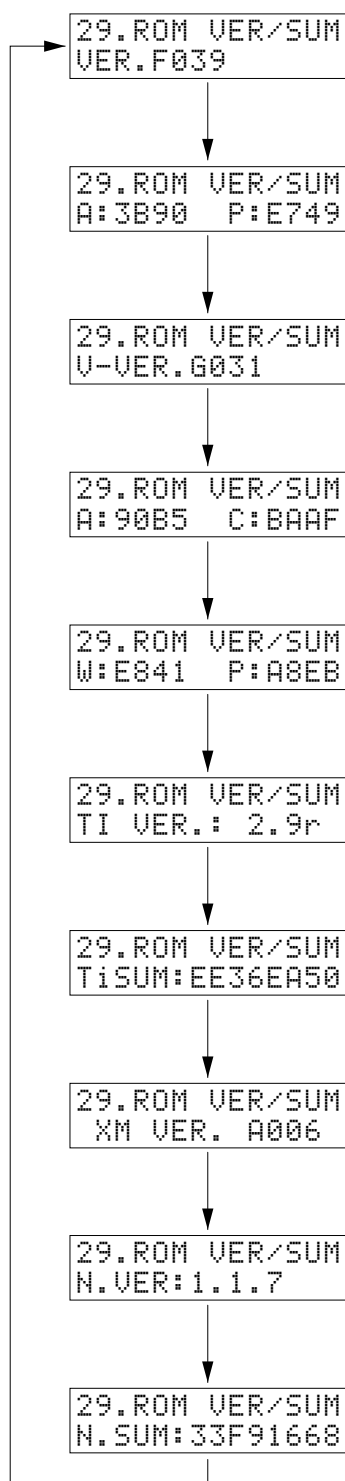 29.ROM VER/SUM
VER.F039
29.ROM VER/SUM
A:3B90 P:E749
29.ROM VER/SUM
V-VER.G031
29.ROM VER/SUM
A:90B5 C:BAAF
29.ROM VER/SUM
W:E841 P:A8EB
29.ROM VER/SUM
TI VER.: 2.9r
29.ROM VER/SUM
TiSUM:EE36EA50
29.ROM VER/SUM
XM VER. A006
29.ROM VER/SUM
N.VER:1.1.7
29.ROM VER/SUM
N.SUM:33F91668